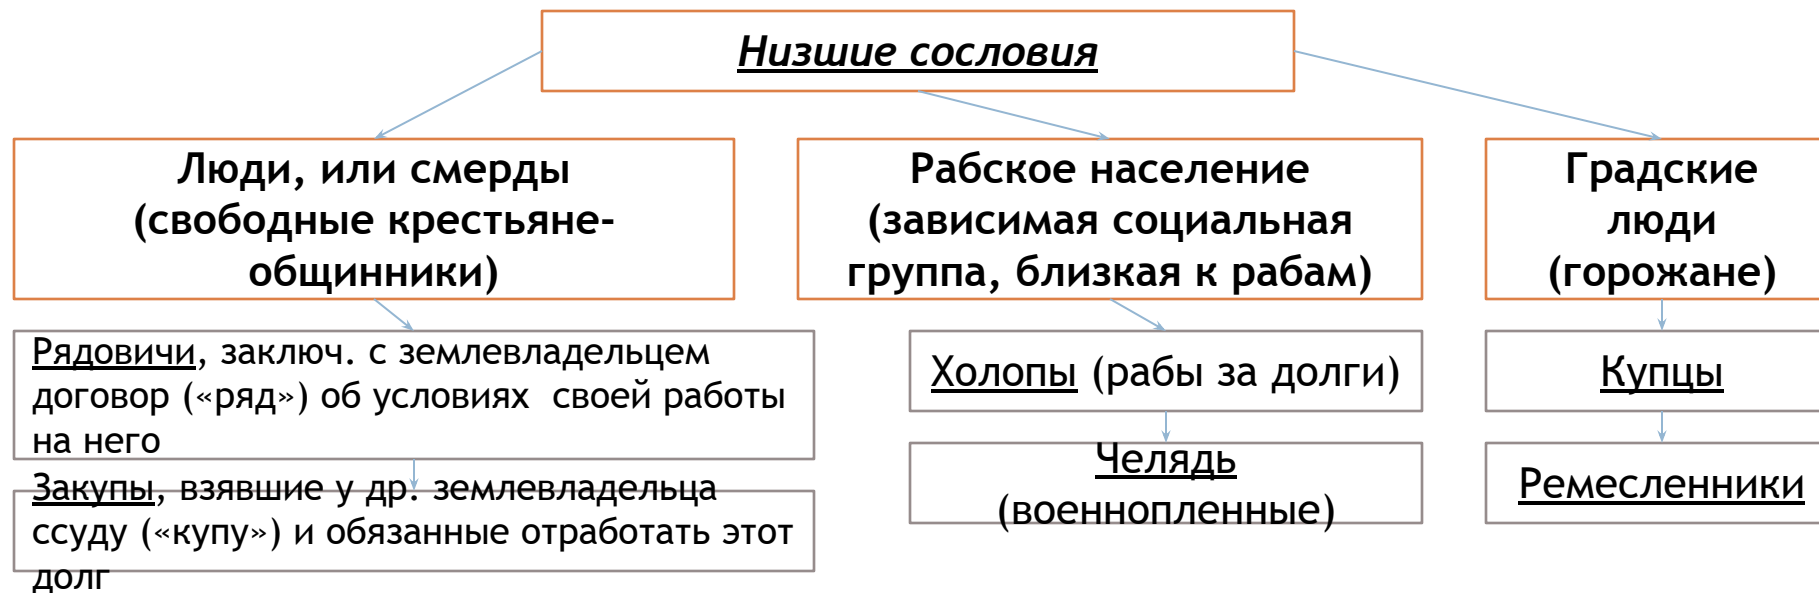 Низшие сословия
Люди, или смерды
(свободные крестьяне-
общинники)
Рядовичи, заключ. с землевладельцем
договор («ряд») об условиях своей работы
на него
Закупы, взявшие у др. землевладельца
ссуду («купу») и обязанные отработать этот
долг
Рабское население
(зависимая социальная
группа, близкая к рабам)
Холопы (рабы за долги)
Челядь
(военнопленные)
Градские
люди
(горожане)
Купцы
Ремесленники